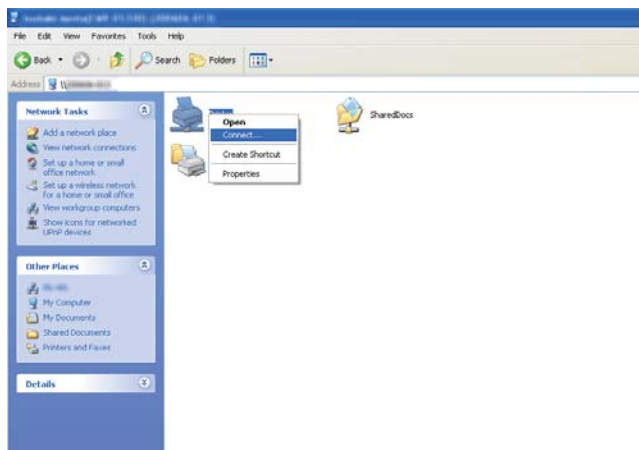 File Edit View Favorites Tools Help
Back Search Folders
Address \\
Network Tasks
Add a network place
View network connections
Set up a home or small
office network
Set up a wireless network
for a home or small office
View workgroup computers
Show icons for networked
UPnP devices
Other Places
My Computer
My Documents
Shared Documents
Printers and Faxes
Details
Open
Connect...
Create Shortcut
Properties
SharedDocs